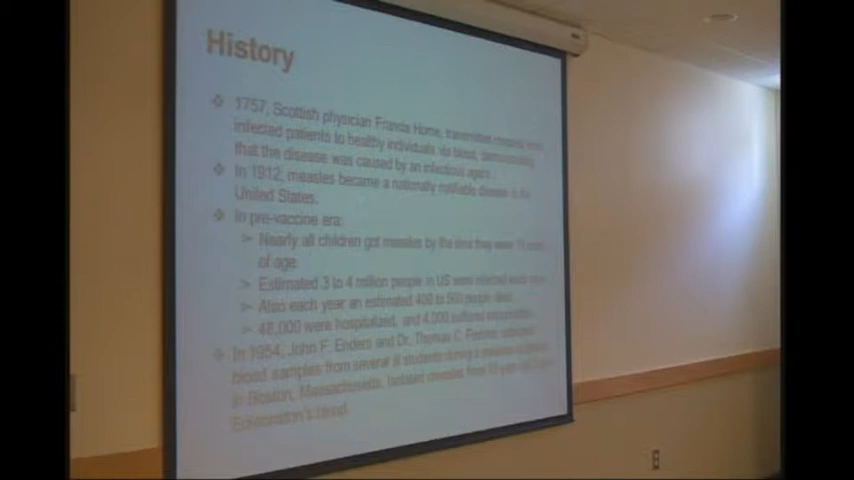 History
1757, Scottish physician Francis Home, transmitted measles from
infected patients to healthy individuals via blood, demonstrating
that the disease was caused by an infectious agent.
In 1912, measles became a nationally notifiable disease in the
United States.
In pre-vaccine era:
Nearly all children got measles by the time they were 15 years
of age.
Estimated 3 to 4 million people in US were infected each year
Also each year an estimated 400 to 500 people died
48,000 were hospitalized, and 4,000 suffered
In 1954, John F. Enders and Dr. Thomas C. Peebles collected
blood samples from several ill students during a measles outbreak
in Boston, Massachusetts. Isolated measles from 13 year old
Edmonston's blood